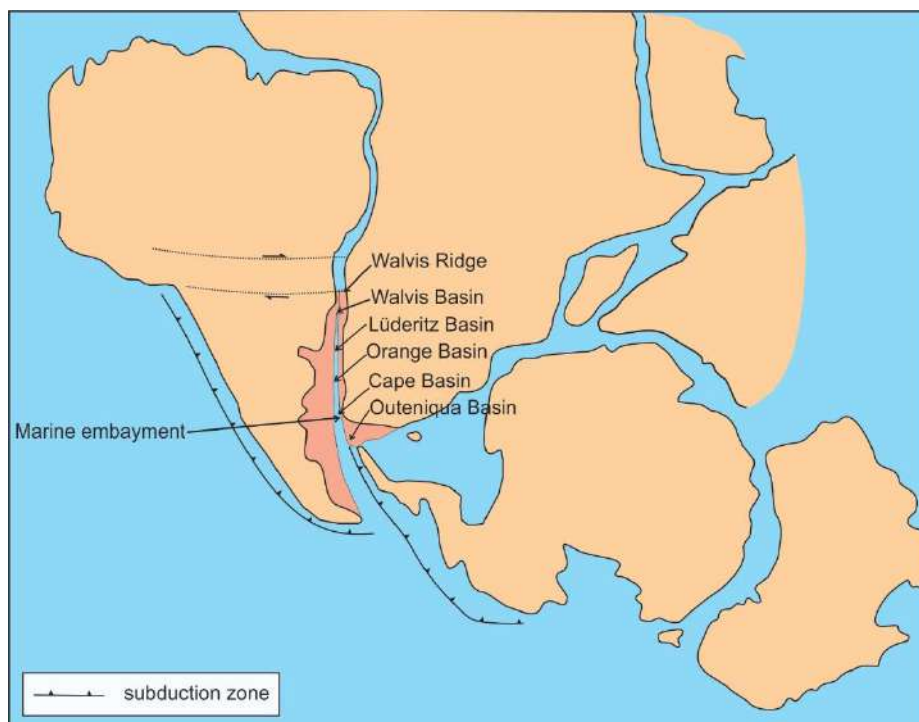 Walvis Ridge
Walvis Basin
Lüderitz Basin
Orange Basin
Cape Basin
Outeniqua Basin
Marine embayment
subduction zone